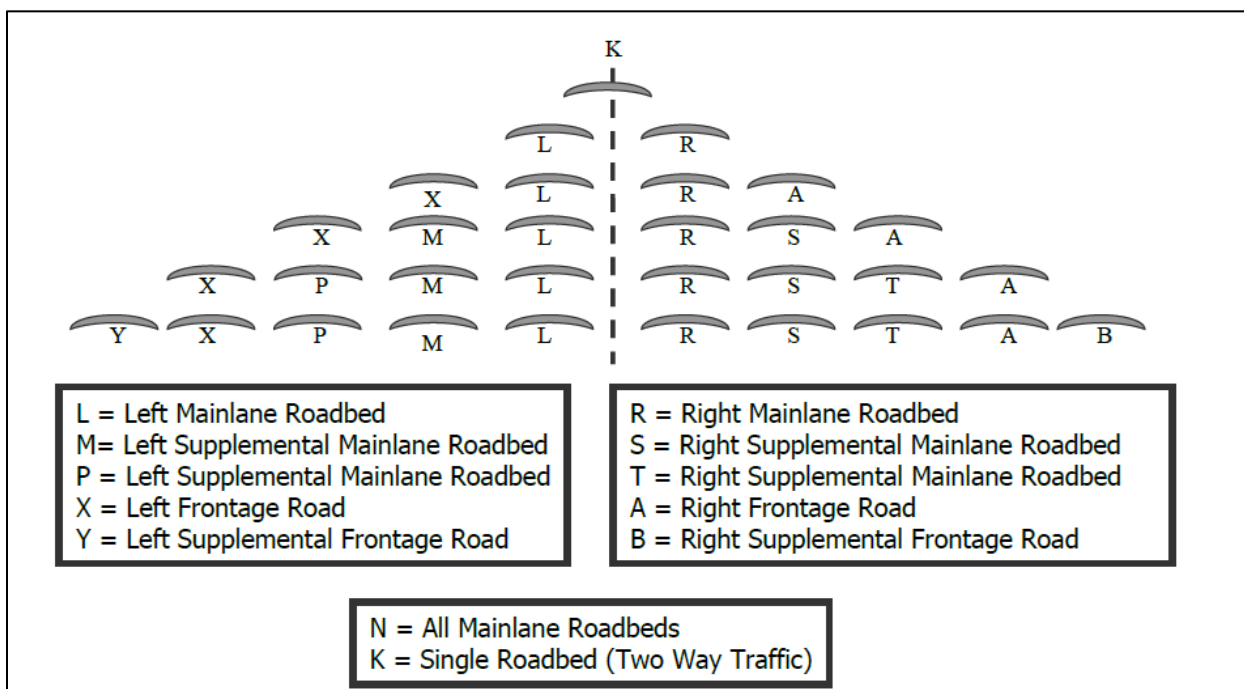 K
L R
X L R A
X M L R S A
X P M L R S T A
Y X P M L R S T A B
L = Left Mainlane Roadbed
M= Left Supplemental Mainlane Roadbed
P = Left Supplemental Mainlane Roadbed
X = Left Frontage Road
Y = Left Supplemental Frontage Road
R = Right Mainlane Roadbed
S = Right Supplemental Mainlane Roadbed
T = Right Supplemental Mainlane Roadbed
A = Right Frontage Road
B = Right Supplemental Frontage Road
N = All Mainlane Roadbeds
K = Single Roadbed (Two Way Traffic)